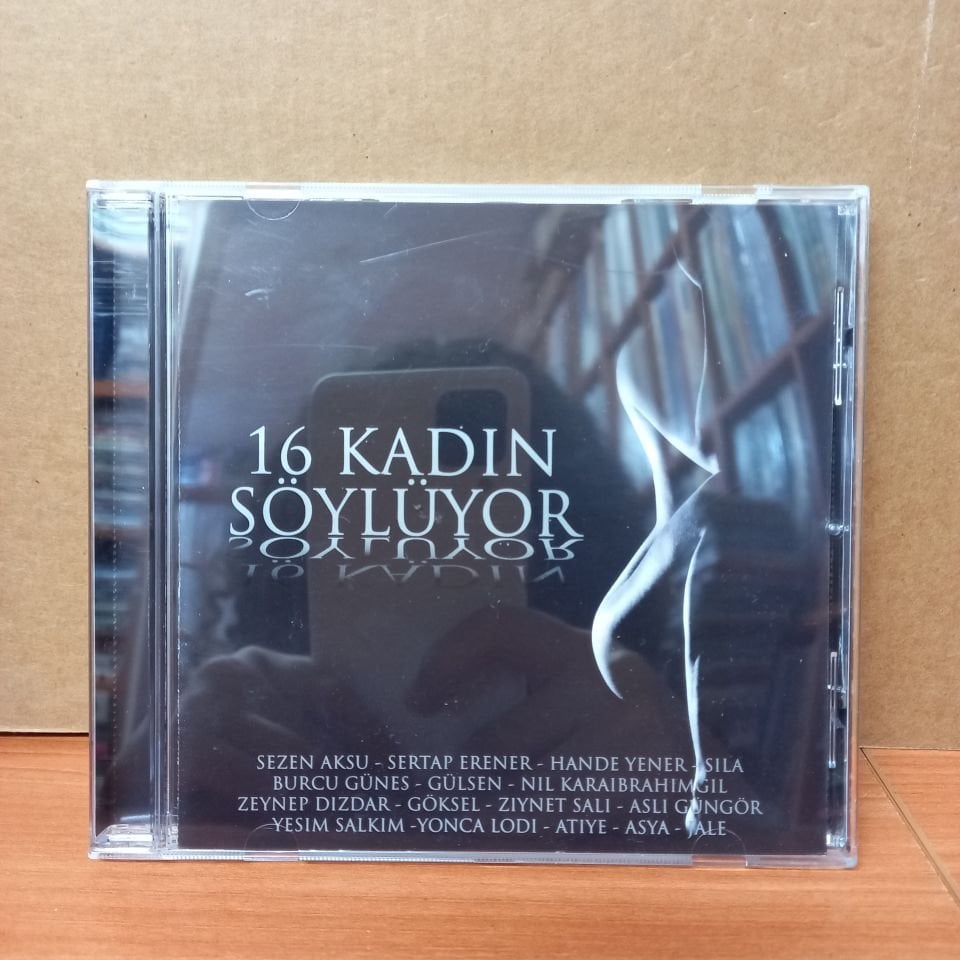 16 KADIN
SÖYLÜYOR
SEZEN AKSU - SERTAP ERENER - HANDE YENER - SILA
BURCU GÜNES - GÜLSEN - NIL KARAIBRAHIMGIL
ZEYNEP DIZDAR - GÖKSEL - ZIYNET SALI - ASLI GÜNGÖR
YESIM SALKIM -YONCA LODI - ATIYE - ASYA - JALE